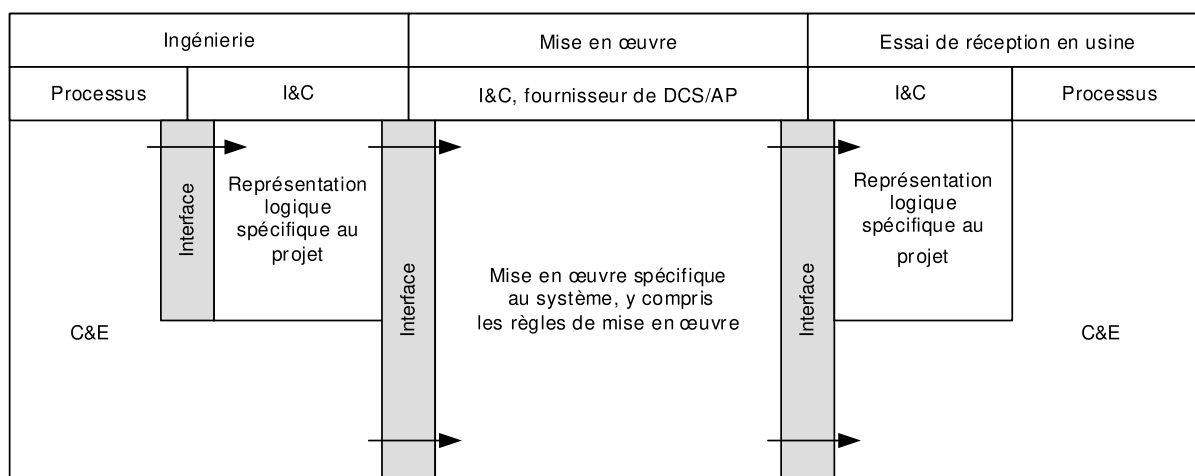 Ingénierie
Mise en œuvre
Essai de réception en usine
Processus
I&C
I&C, fournisseur de DCS/AP
I&C
Processus
C&E
Interface
Représentation
logique
spécifique au
projet
Interface
Mise en œuvre spécifique
au système, y compris
les règles de mise en œuvre
Interface
Représentation
logique
spécifique au
projet
C&E